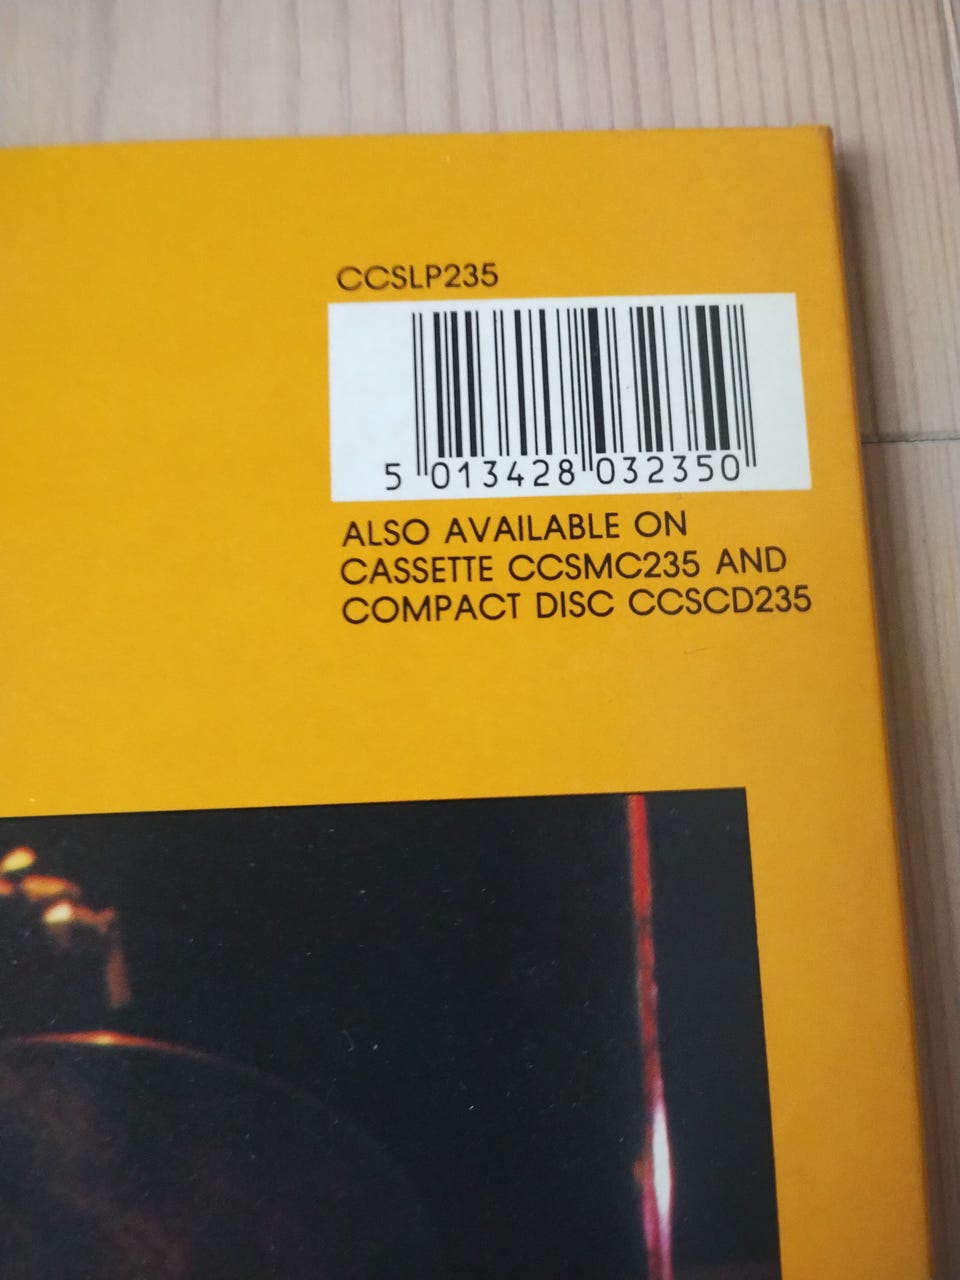 CCSLP235
5 013428 032350
ALSO AVAILABLE ON
CASSETTE CCSMC235 AND
COMPACT DISC CCSCD235